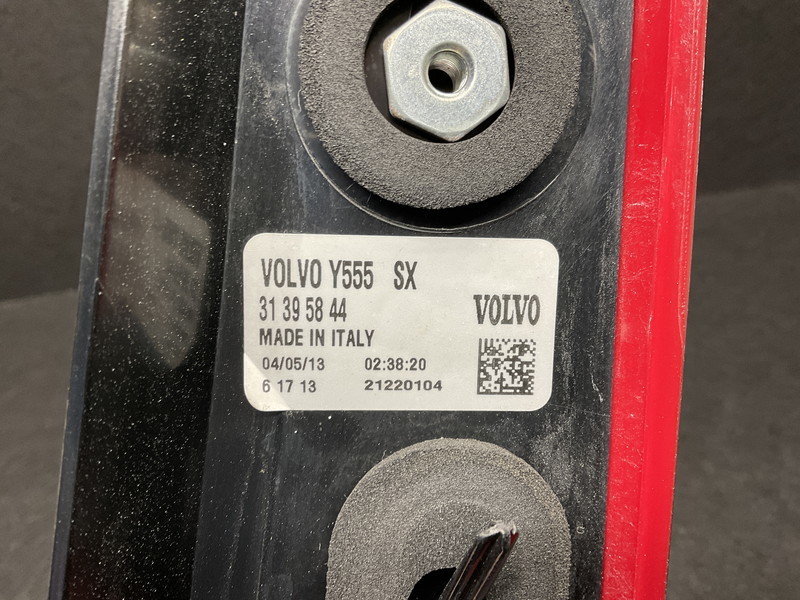 VOLVO Y555 SX
31 39 58 44
VOLVO
MADE IN ITALY
04/05/13 02:38:20
6 17 13 21220104